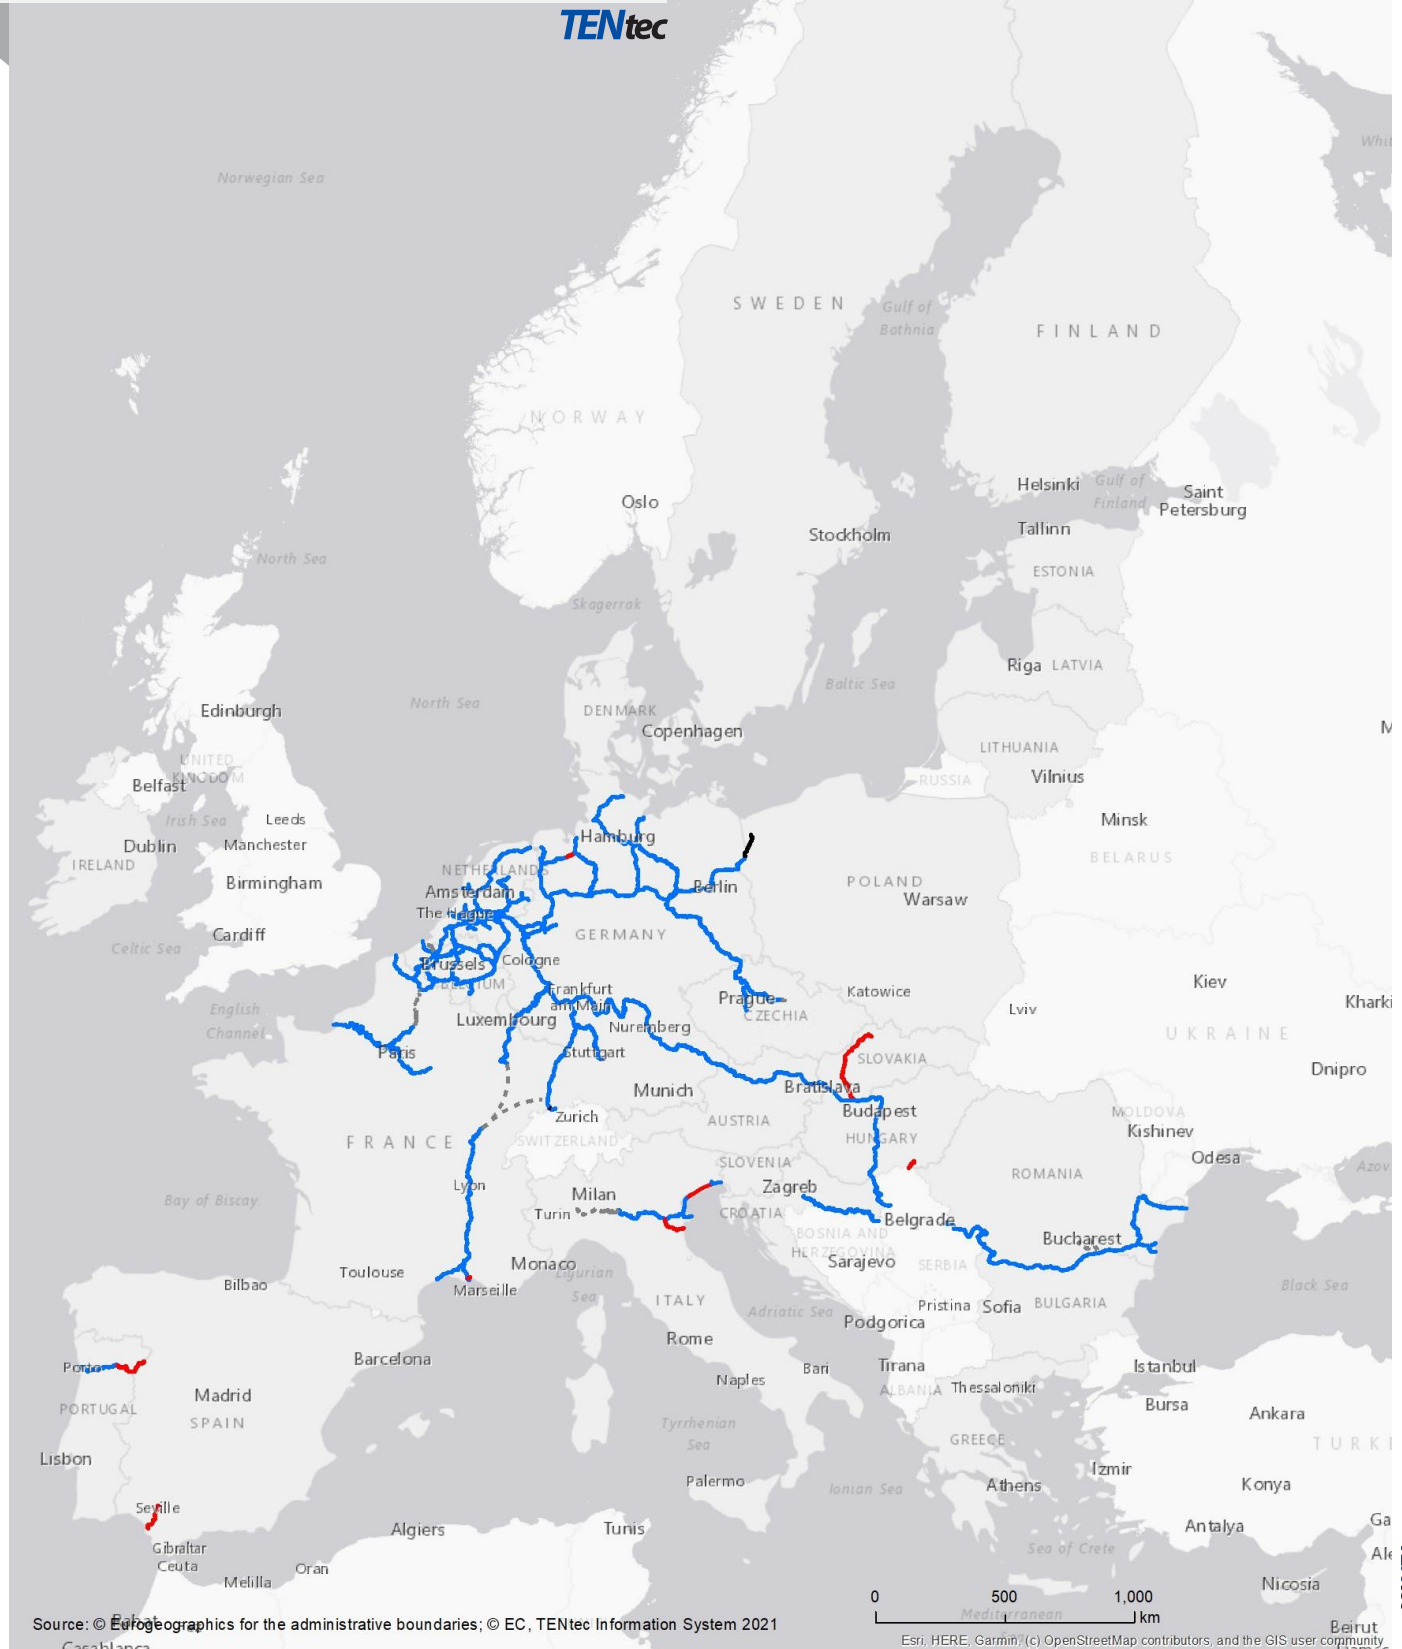 TENtec
Whit
Norwegian Sea
SWEDEN
Gulf of
Bothnia
FINLAND
NORWAY
Oslo
Helsinki
Gulf of
Finland
Saint
Petersburg
Stockholm
Tallinn
North Sea
ESTONIA
Skagerrak
Riga
LATVIA
Baltic Sea
North Sea
Edinburgh
DENMARK
Copenhagen
M
LITHUANIA
UNITED
KINGDOM
Belfast
RUSSIA
Vilnius
Irish Sea
Leeds
Minsk
Hamburg
Dublin
Manchester
IRELAND
BELARUS
NETHERLANDS
Birmingham
Amsterdam
Berlin
POLAND
Warsaw
The Hague
Cardiff
GERMANY
Celtic Sea
Brussels
Cologne
BELGIUM
Kiev
English
Channel
Frankfurt
am Main
Prague
Katowice
Kharki
Lviv
CZECHIA
Luxembourg
Nuremberg
UKRAINE
Paris
Stuttgart
SLOVAKIA
Dnipro
Munich
Bratislava
Zurich
Budapest
MOLDOVA
AUSTRIA
Kishinev
FRANCE
SWITZERLAND
HUNGARY
Odesa
SLOVENIA
Azov
ROMANIA
Lyon
Zagreb
Bay of Biscay
Milan
Turin
CROATIA
Belgrade
BOSNIA AND
HERZEGOVINA
Bucharest
Sarajevo
SERBIA
Monaco
Toulouse
Ligurian
Sea
Bilbao
Marseille
Black Sea
ITALY
Adriatic Sea
Pristina
Sofia
BULGARIA
Podgorica
Rome
Barcelona
Porto
Bari
Tirana
Istanbul
Naples
ALBANIA
Thessaloniki
Madrid
Bursa
PORTUGAL
SPAIN
Ankara
Tyrrhenian
Sea
GREECE
TURKE
Lisbon
Izmir
Palermo
Ionian Sea
Athens
Konya
Seville
Algiers
Tunis
Antalya
Ga
Gibraltar
Sea of Crete
Ale
Ceuta
Oran
Melilla
Nicosia
0 500 1,000
km
Mediterranean
Sea
Rabat
Source: © Eurogeographics for the administrative boundaries; © EC, TENtec Information System 2021
Beirut
Casablanca
Esri, HERE, Garmin, (c) OpenStreetMap contributors, and the GIS user community